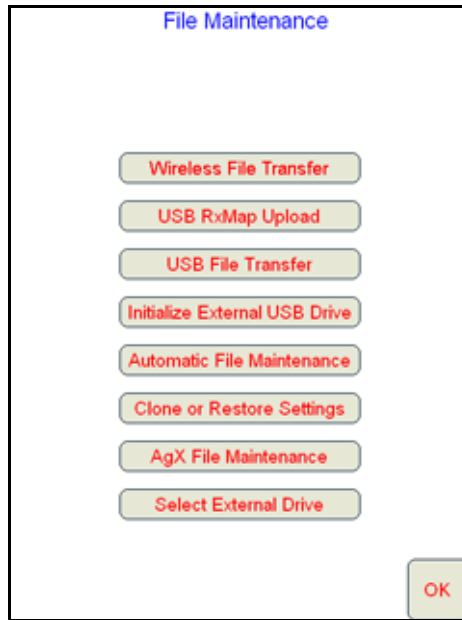 File Maintenance
Wireless File Transfer
USB RxMap Upload
USB File Transfer
Initialize External USB Drive
Automatic File Maintenance
Clone or Restore Settings
AgX File Maintenance
Select External Drive
OK